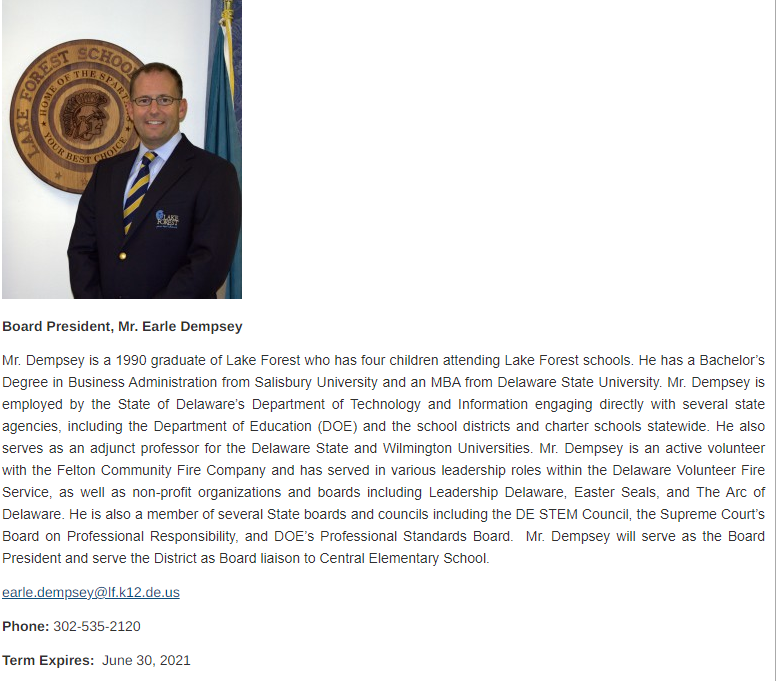 LAKE FOREST SCHOO
HOME OF THE SPARTA
YOUR BEST CHOICE
LAKE
FOREST
Board President, Mr. Earle Dempsey
Mr. Dempsey is a 1990 graduate of Lake Forest who has four children attending Lake Forest schools. He has a Bachelor's
Degree in Business Administration from Salisbury University and an MBA from Delaware State University. Mr. Dempsey is
employed by the State of Delaware's Department of Technology and Information engaging directly with several state
agencies, including the Department of Education (DOE) and the school districts and charter schools statewide. He also
serves as an adjunct professor for the Delaware State and Wilmington Universities. Mr. Dempsey is an active volunteer
with the Felton Community Fire Company and has served in various leadership roles within the Delaware Volunteer Fire
Service, as well as non-profit organizations and boards including Leadership Delaware, Easter Seals, and The Arc of
Delaware. He is also a member of several State boards and councils including the DE STEM Council, the Supreme Court's
Board on Professional Responsibility, and DOE's Professional Standards Board.  Mr. Dempsey will serve as the Board
President and serve the District as Board liaison to Central Elementary School.
earle.dempsey@lf.k12.de.us
Phone: 302-535-2120
Term Expires:  June 30, 2021